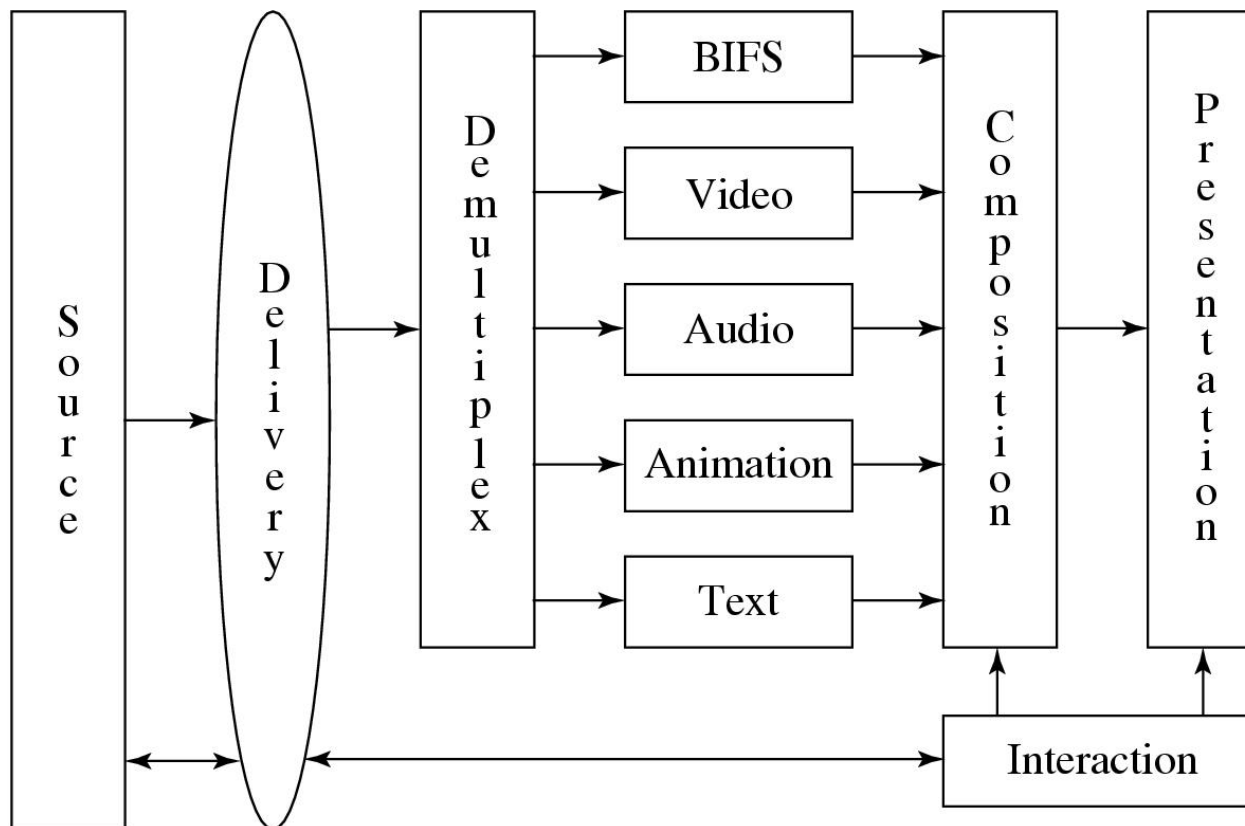 Source
Delivery
Demultiplex
BIFS
Video
Audio
Animation
Text
Composition
Presentation
Interaction